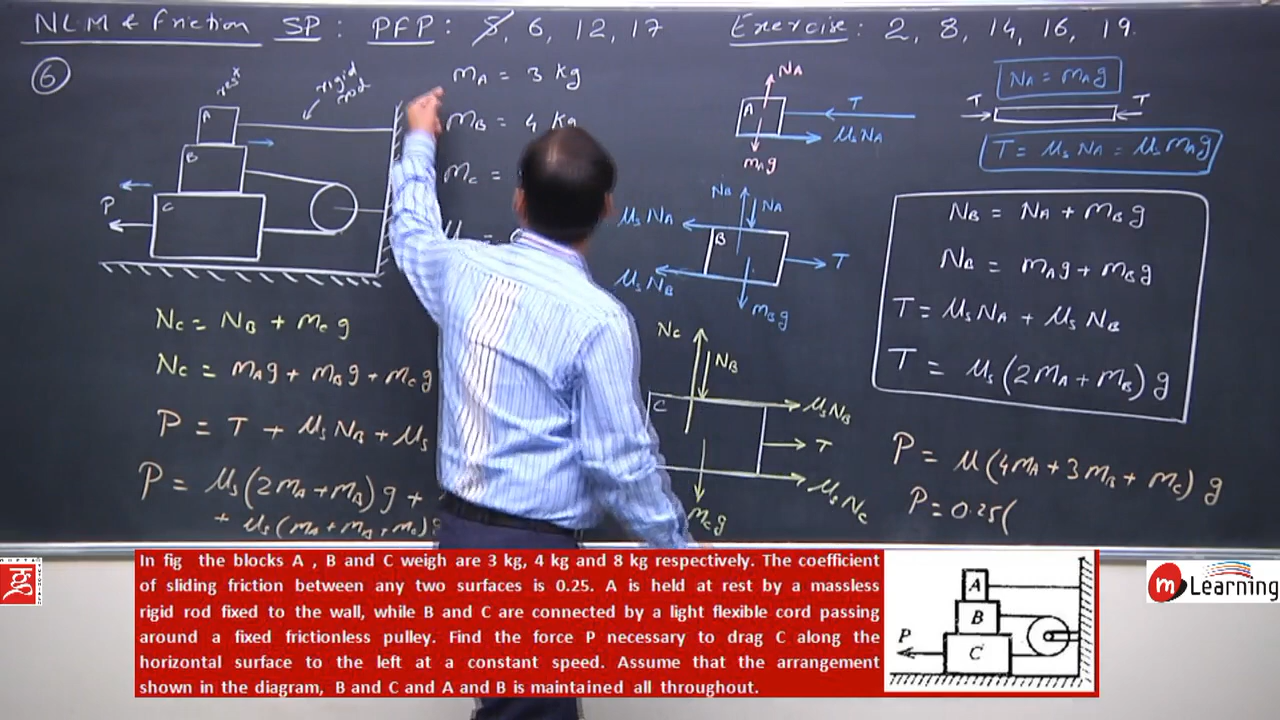 NLM & Friction SP : PFP : 5, 6, 12, 17 Exercise : 2, 8, 14, 16, 19.
6
rest
rigid rod
A
B
C
P
mA = 3 kg
mB = 4 kg
mC =
μ =
NA
A
T
μs NA
mAg
NA = mAg
T T
T = μs NA = μs mAg
NB
NA
μs NA
B
T
μs NB
mBg
NB = NA + mBg
NB = mAg + mBg
T = μs NA + μs NB
T = μs (2mA + mB) g
NC = NB + mC g
NC = mAg + mBg + mCg
P = T + μs NB + μs
P = μs (2mA + mB) g +
+ μs (mA + mB + mC) g
NC
NB
C
μs NB
T
μs NC
mCg
P = μ (4mA + 3mB + mC) g
P = 0.25(
In fig the blocks A , B and C weigh are 3 kg, 4 kg and 8 kg respectively. The coefficient
of sliding friction between any two surfaces is 0.25. A is held at rest by a massless
rigid rod fixed to the wall, while B and C are connected by a light flexible cord passing
around a fixed frictionless pulley. Find the force P necessary to drag C along the
horizontal surface to the left at a constant speed. Assume that the arrangement
shown in the diagram, B and C and A and B is maintained all throughout.
A
B
P
C
m Learning